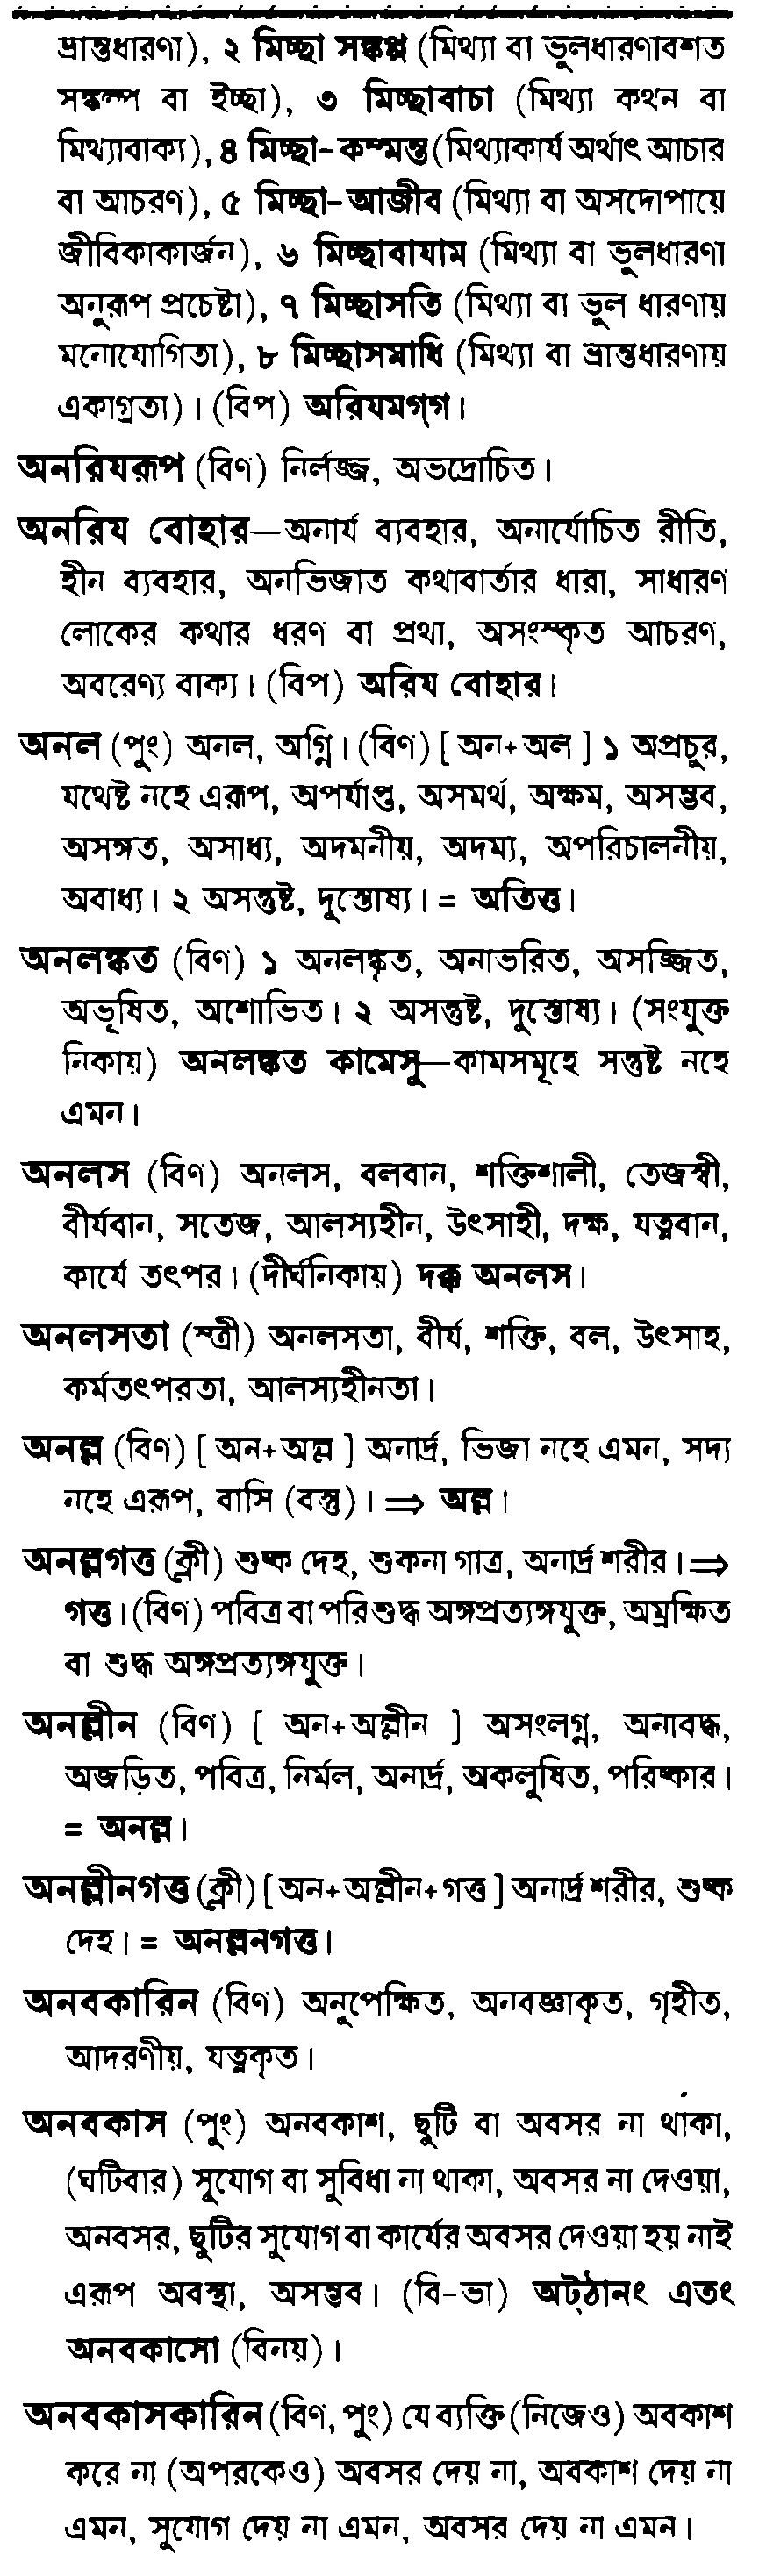 ভ্রান্তধারণা), ২ মিচ্ছা সঙ্কপ্প (মিথ্যা বা ভুলধারণাবশত
সঙ্কল্প বা ইচ্ছা), ৩ মিচ্ছাবাচা (মিথ্যা কথন বা
মিথ্যাবাক্য), ৪ মিচ্ছা-কম্মন্ত (মিথ্যাকার্য অর্থাৎ আচার
বা আচরণ), ৫ মিচ্ছা-আজীব (মিথ্যা বা অসদোপায়ে
জীবিকাকার্জন), ৬ মিচ্ছাবাযাম (মিথ্যা বা ভুলধারণা
অনুরূপ প্রচেষ্টা), ৭ মিচ্ছাসতি (মিথ্যা বা ভুল ধারণায়
মনোযোগিতা), ৮ মিচ্ছাসমাধি (মিথ্যা বা ভ্রান্তধারণায়
একাগ্রতা)। (বিপ) অরিযমগ্‌গ।
অনরিযরূপ (বিণ) নির্লজ্জ, অভদ্রোচিত।
অনরিয বোহার—অনার্য ব্যবহার, অনার্যোচিত রীতি,
হীন ব্যবহার, অনভিজাত কথাবার্তার ধারা, সাধারণ
লোকের কথার ধরণ বা প্রথা, অসংস্কৃত আচরণ,
অবরেণ্য বাক্য। (বিপ) অরিয বোহার।
অনল (পুং) অনল, অগ্নি। (বিণ) [ অন+অল ] ১ অপ্রচুর,
যথেষ্ট নহে এরূপ, অপর্যাপ্ত, অসমর্থ, অক্ষম, অসম্ভব,
অসঙ্গত, অসাধ্য, অদমনীয়, অদম্য, অপরিচালনীয়,
অবাধ্য। ২ অসন্তুষ্ট, দুস্তোষ্য। = অতিত্ত।
অনলঙ্কত (বিণ) ১ অনলঙ্কৃত, অনাভরিত, অসজ্জিত,
অভূষিত, অশোভিত। ২ অসন্তুষ্ট, দুস্তোষ্য। (সংযুক্ত
নিকায়) অনলঙ্কত কামেসু—কামসমূহে সন্তুষ্ট নহে
এমন।
অনলস (বিণ) অনলস, বলবান, শক্তিশালী, তেজস্বী,
বীর্যবান, সতেজ, আলস্যহীন, উৎসাহী, দক্ষ, যত্নবান,
কার্যে তৎপর। (দীর্ঘনিকায়) দক্ক অনলস।
অনলসতা (স্ত্রী) অনলসতা, বীর্য, শক্তি, বল, উৎসাহ,
কর্মতৎপরতা, আলস্যহীনতা।
অনল্ল (বিণ) [ অন+অল্ল ] অনার্দ্র, ভিজা নহে এমন, সদ্য
নহে এরূপ, বাসি (বস্তু)। ⇒ অল্ল।
অনল্লগত্ত (ক্লী) শুষ্ক দেহ, শুকনা গাত্র, অনার্দ্র শরীর। ⇒
গত্ত। (বিণ) পবিত্র বা পরিশুদ্ধ অঙ্গপ্রত্যঙ্গযুক্ত, অম্রক্ষিত
বা শুদ্ধ অঙ্গপ্রত্যঙ্গযুক্ত।
অনল্লীন (বিণ) [ অন+অল্লীন ] অসংলগ্ন, অনাবদ্ধ,
অজড়িত, পবিত্র, নির্মল, অনার্দ্র, অকলুষিত, পরিষ্কার।
= অনল্ল।
অনল্লীনগত্ত (ক্লী) [ অন+অল্লীন+গত্ত ] অনার্দ্র শরীর, শুষ্ক
দেহ। = অনল্লনগত্ত।
অনবকারিন (বিণ) অনুপেক্ষিত, অনবজ্ঞাকৃত, গৃহীত,
আদরণীয়, যত্নকৃত।
অনবকাস (পুং) অনবকাশ, ছুটি বা অবসর না থাকা,
(ঘটিবার) সুযোগ বা সুবিধা না থাকা, অবসর না দেওয়া,
অনবসর, ছুটির সুযোগ বা কার্যের অবসর দেওয়া হয় নাই
এরূপ অবস্থা, অসম্ভব। (বি-ভা) অট্‌ঠানং এতং
অনবকাসো (বিনয়)।
অনবকাসকারিন (বিণ, পুং) যে ব্যক্তি (নিজেও) অবকাশ
করে না (অপরকেও) অবসর দেয় না, অবকাশ দেয় না
এমন, সুযোগ দেয় না এমন, অবসর দেয় না এমন।